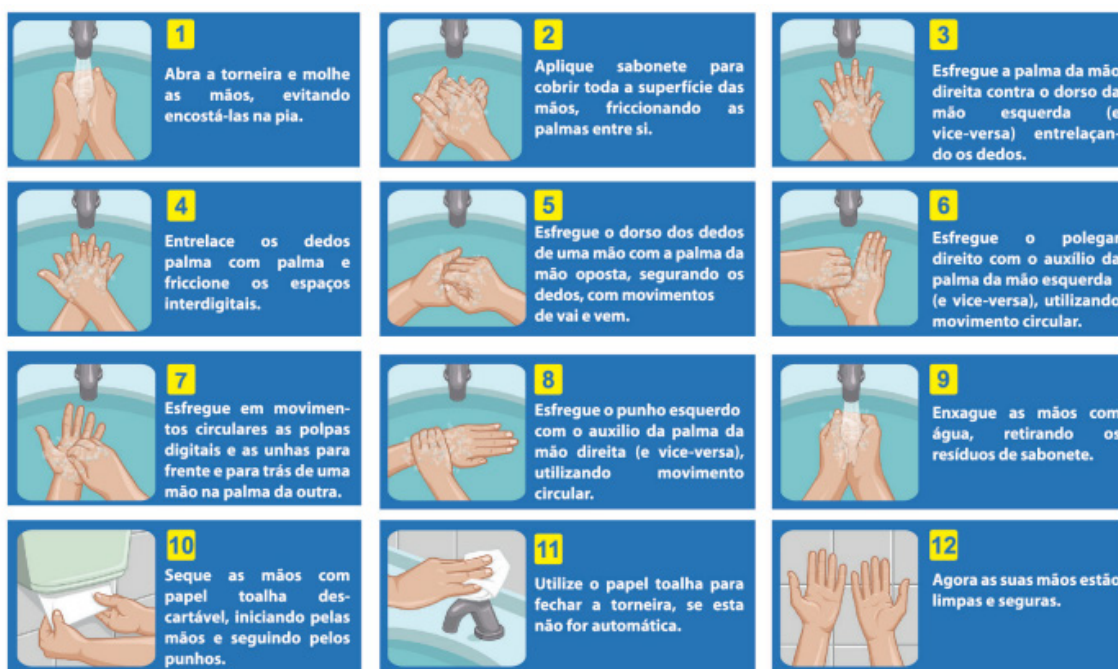 1
Abra a torneira e molhe
as mãos, evitando
encostá-las na pia.
2
Aplique sabonete para
cobrir toda a superfície das
mãos, friccionando as
palmas entre si.
3
Esfregue a palma da mão
direita contra o dorso da
mão esquerda (e
vice-versa) entrelaçan-
do os dedos.
4
Entrelace os dedos
palma com palma e
friccione os espaços
interdigitais.
5
Esfregue o dorso dos dedos
de uma mão com a palma da
mão oposta, segurando os
dedos, com movimentos
de vai e vem.
6
Esfregue o polegar
direito com o auxílio da
palma da mão esquerda
(e vice-versa), utilizando
movimento circular.
7
Esfregue em movimen-
tos circulares as polpas
digitais e as unhas para
frente e para trás de uma
mão na palma da outra.
8
Esfregue o punho esquerdo
com o auxilio da palma da
mão direita (e vice-versa),
utilizando movimento
circular.
9
Enxague as mãos com
água, retirando os
resíduos de sabonete.
10
Seque as mãos com
papel toalha des-
cartável, iniciando pelas
mãos e seguindo pelos
punhos.
11
Utilize o papel toalha para
fechar a torneira, se esta
não for automática.
12
Agora as suas mãos estão
limpas e seguras.